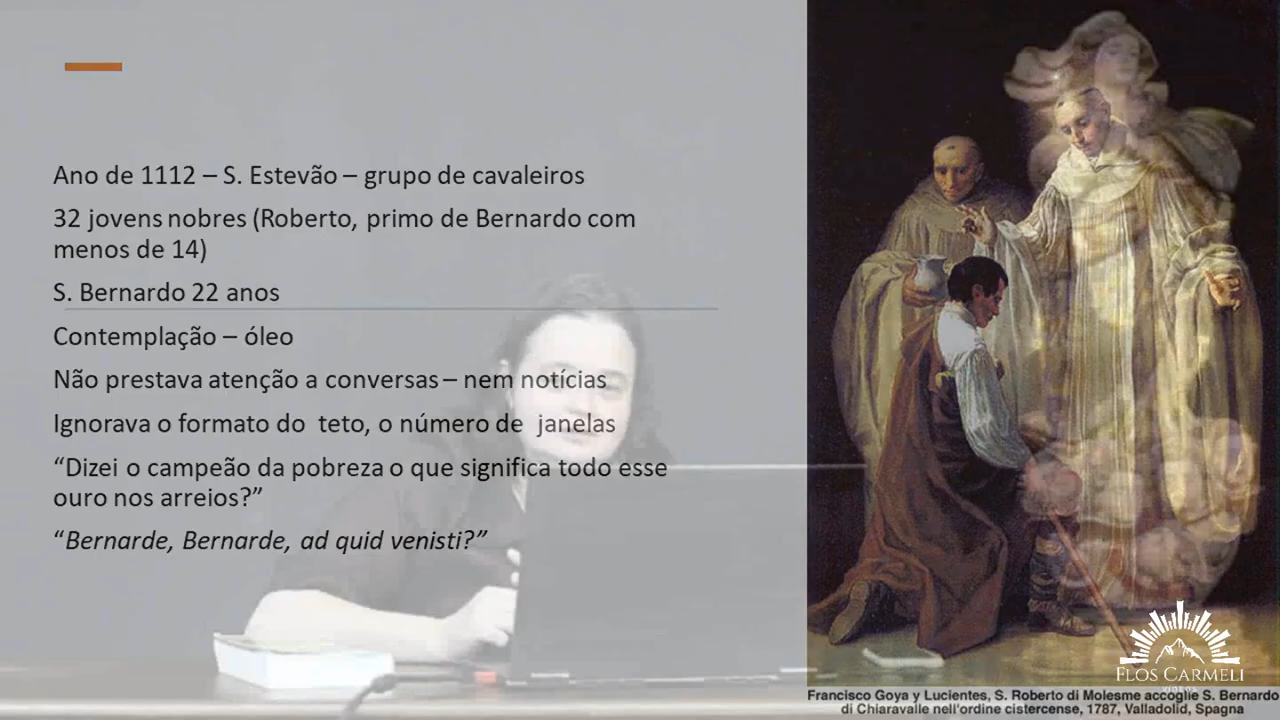 Ano de 1112 – S. Estevão – grupo de cavaleiros
32 jovens nobres (Roberto, primo de Bernardo com
menos de 14)
S. Bernardo 22 anos
Contemplação – óleo
Não prestava atenção a conversas – nem notícias
Ignorava o formato do teto, o número de janelas
“Dizei o campeão da pobreza o que significa todo esse
ouro nos arreios?”
“Bernarde, Bernarde, ad quid venisti?”
FLOS CARMELI
VÍDEOS
Francisco Goya y Lucientes, S. Roberto di Molesme accoglie S. Bernardo
di Chiaravalle nell'ordine cistercense, 1787, Valladolid, Spagna